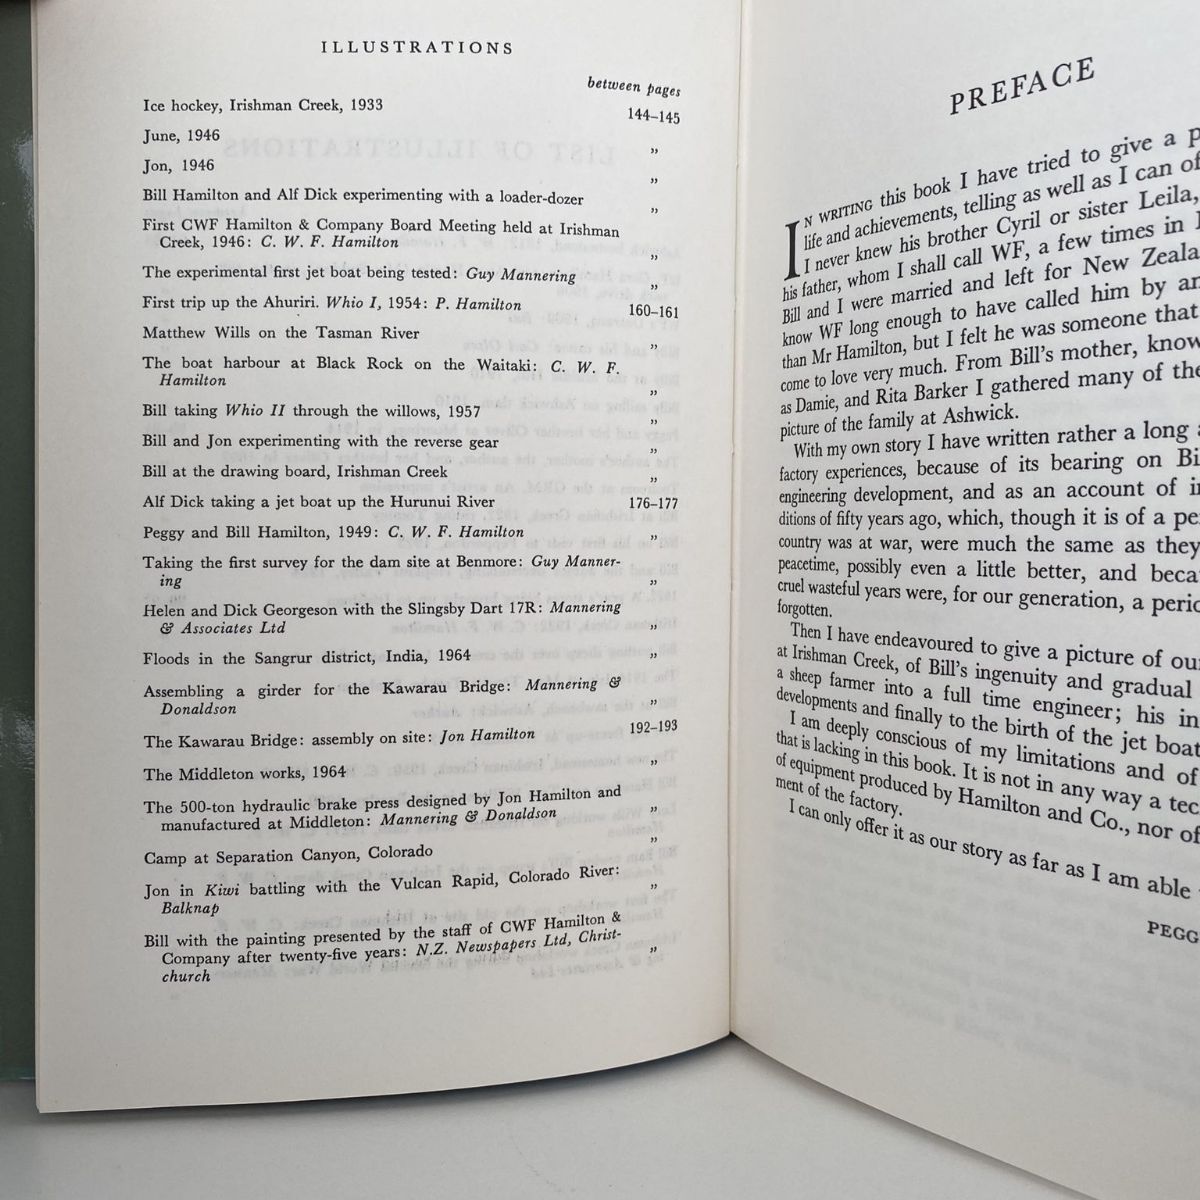 ILLUSTRATIONS
between pages
Ice hockey, Irishman Creek, 1933 144–145
June, 1946 ”
Jon, 1946 ”
Bill Hamilton and Alf Dick experimenting with a loader-dozer ”
First CWF Hamilton & Company Board Meeting held at Irishman
Creek, 1946: C. W. F. Hamilton ”
The experimental first jet boat being tested: Guy Mannering ”
First trip up the Ahuriri. Whio I, 1954: P. Hamilton 160–161
Matthew Wills on the Tasman River ”
The boat harbour at Black Rock on the Waitaki: C. W. F.
Hamilton ”
Bill taking Whio II through the willows, 1957 ”
Bill and Jon experimenting with the reverse gear ”
Bill at the drawing board, Irishman Creek ”
Alf Dick taking a jet boat up the Hurunui River 176–177
Peggy and Bill Hamilton, 1949: C. W. F. Hamilton ”
Taking the first survey for the dam site at Benmore: Guy Manner-
ing ”
Helen and Dick Georgeson with the Slingsby Dart 17R: Mannering
& Associates Ltd ”
Floods in the Sangrur district, India, 1964 ”
Assembling a girder for the Kawarau Bridge: Mannering &
Donaldson ”
The Kawarau Bridge: assembly on site: Jon Hamilton 192–193
The Middleton works, 1964 ”
The 500-ton hydraulic brake press designed by Jon Hamilton and
manufactured at Middleton: Mannering & Donaldson ”
Camp at Separation Canyon, Colorado ”
Jon in Kiwi battling with the Vulcan Rapid, Colorado River:
Balknap ”
Bill with the painting presented by the staff of CWF Hamilton &
Company after twenty-five years: N.Z. Newspapers Ltd, Christ-
church ”
PREFACE
IN WRITING this book I have tried to give a
life and achievements, telling as well as I can of
I never knew his brother Cyril or sister Leila,
his father, whom I shall call WF, a few times in
Bill and I were married and left for New Zeala
know WF long enough to have called him by
than Mr Hamilton, but I felt he was someone that
come to love very much. From Bill's mother, know
as Damie, and Rita Barker I gathered many of the
picture of the family at Ashwick.
With my own story I have written rather a long
factory experiences, because of its bearing on Bi
engineering development, and as an account of
ditions of fifty years ago, which, though it is of a pe
country was at war, were much the same as they
peacetime, possibly even a little better, and beca
cruel wasteful years were, for our generation, a perio
forgotten.
Then I have endeavoured to give a picture of our
at Irishman Creek, of Bill's ingenuity and gradual
a sheep farmer into a full time engineer; his in
developments and finally to the birth of the jet boat
I am deeply conscious of my limitations and of
that is lacking in this book. It is not in any way a tec
of equipment produced by Hamilton and Co., nor of
ment of the factory.
I can only offer it as our story as far as I am able
PEGG